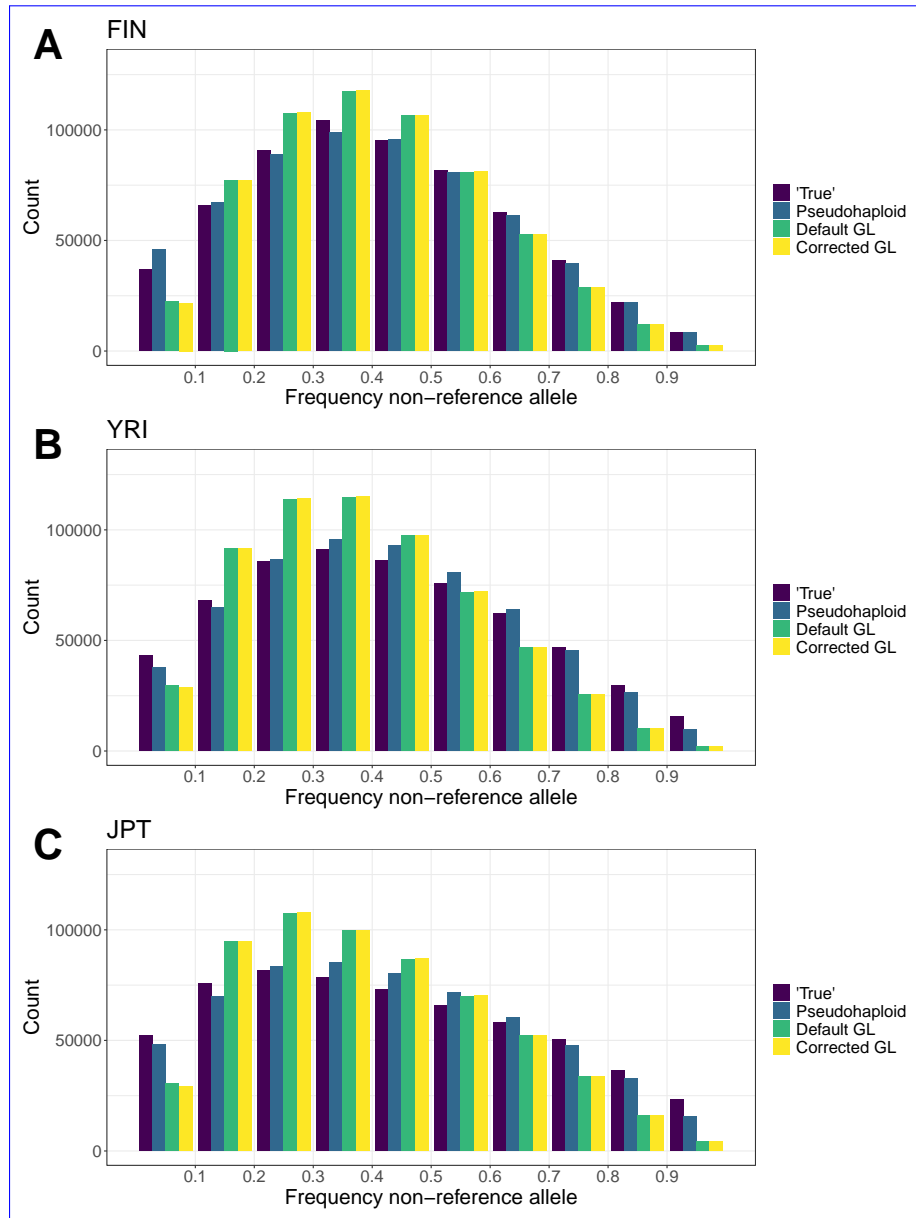 A
FIN
Count
100000
50000
0
0.1 0.2 0.3 0.4 0.5 0.6 0.7 0.8 0.9
Frequency non−reference allele
'True'
Pseudohaploid
Default GL
Corrected GL
B
YRI
Count
100000
50000
0
0.1 0.2 0.3 0.4 0.5 0.6 0.7 0.8 0.9
Frequency non−reference allele
'True'
Pseudohaploid
Default GL
Corrected GL
C
JPT
Count
100000
50000
0
0.1 0.2 0.3 0.4 0.5 0.6 0.7 0.8 0.9
Frequency non−reference allele
'True'
Pseudohaploid
Default GL
Corrected GL